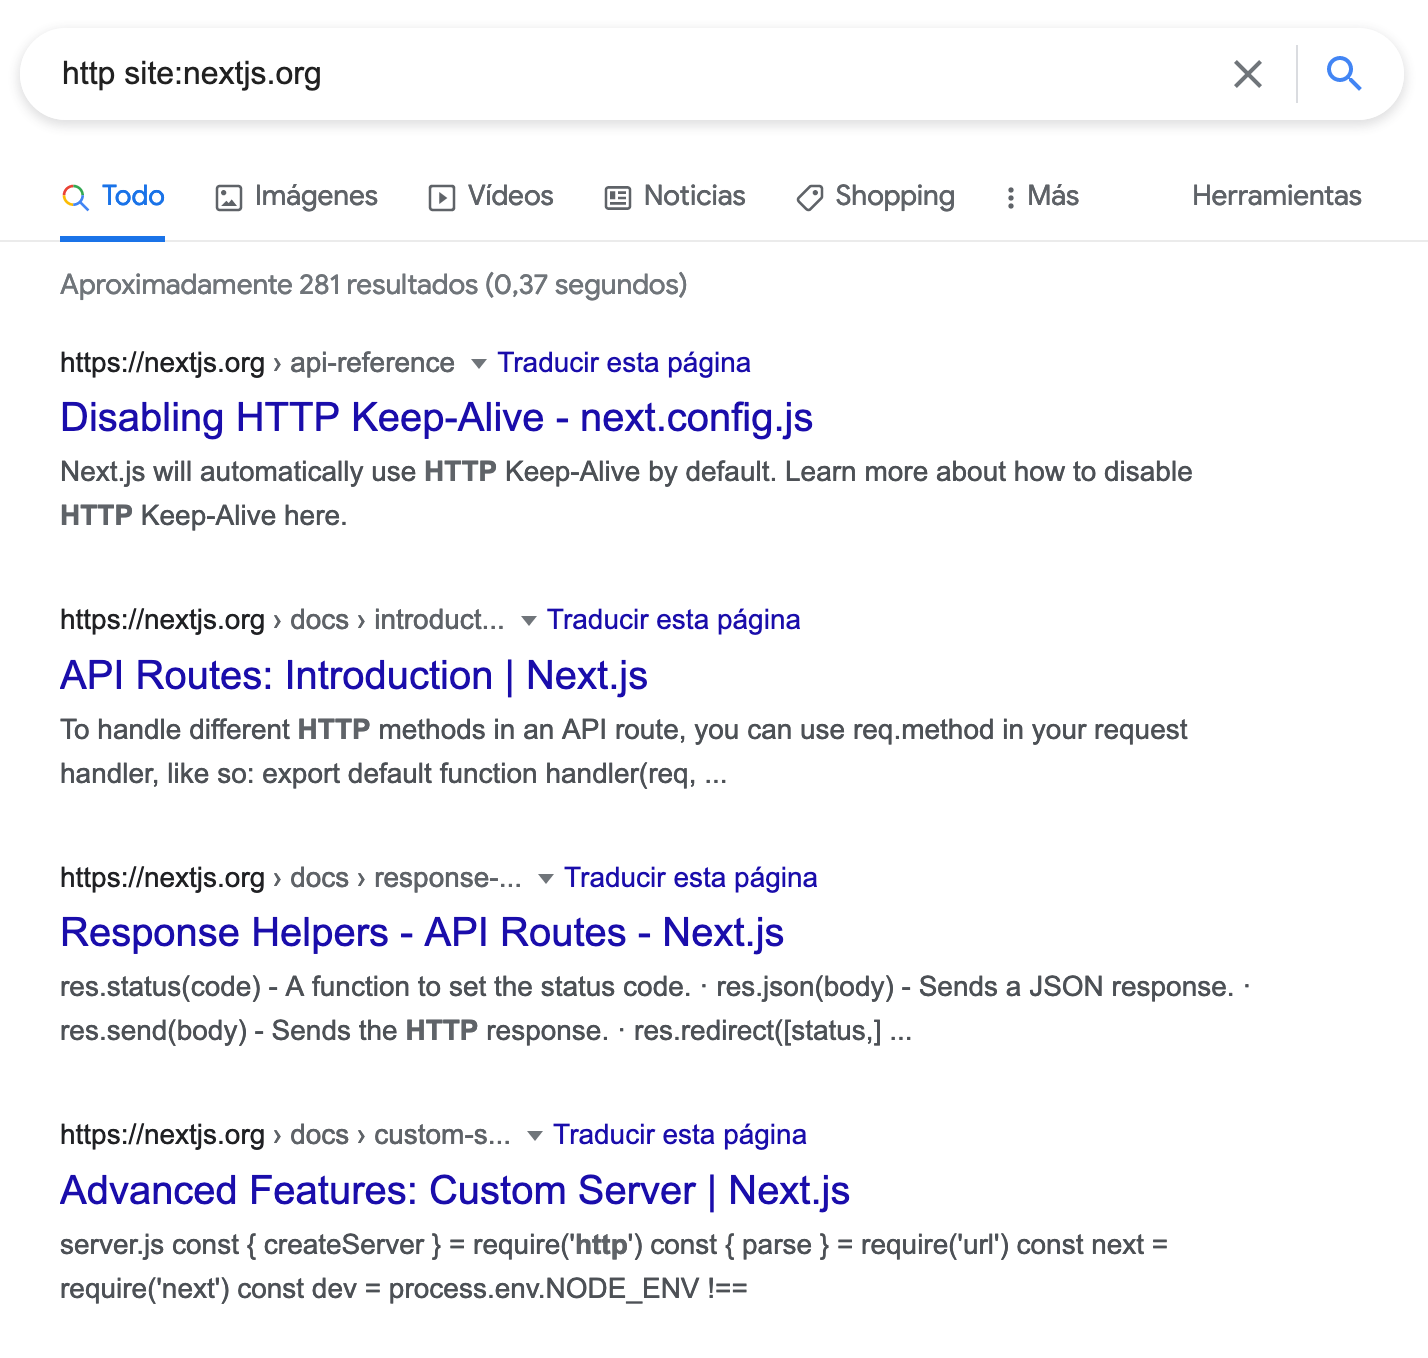 http site:nextjs.org
Todo Imágenes Vídeos Noticias Shopping Más Herramientas
Aproximadamente 281 resultados (0,37 segundos)
https://nextjs.org › api-reference Traducir esta página
Disabling HTTP Keep-Alive - next.config.js
Next.js will automatically use HTTP Keep-Alive by default. Learn more about how to disable
HTTP Keep-Alive here.
https://nextjs.org › docs › introduct... Traducir esta página
API Routes: Introduction | Next.js
To handle different HTTP methods in an API route, you can use req.method in your request
handler, like so: export default function handler(req, ...
https://nextjs.org › docs › response-... Traducir esta página
Response Helpers - API Routes - Next.js
res.status(code) - A function to set the status code. · res.json(body) - Sends a JSON response. ·
res.send(body) - Sends the HTTP response. · res.redirect([status,] ...
https://nextjs.org › docs › custom-s... Traducir esta página
Advanced Features: Custom Server | Next.js
server.js const { createServer } = require('http') const { parse } = require('url') const next =
require('next') const dev = process.env.NODE_ENV !==